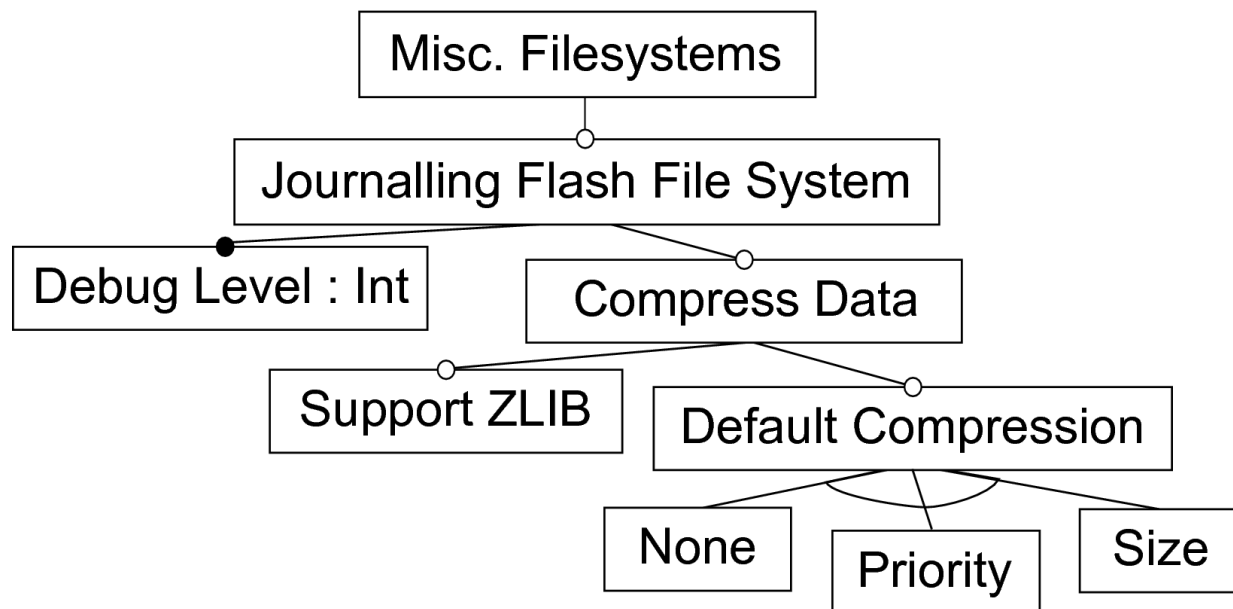 Misc. Filesystems
Journalling Flash File System
Debug Level : Int
Compress Data
Support ZLIB
Default Compression
None
Priority
Size